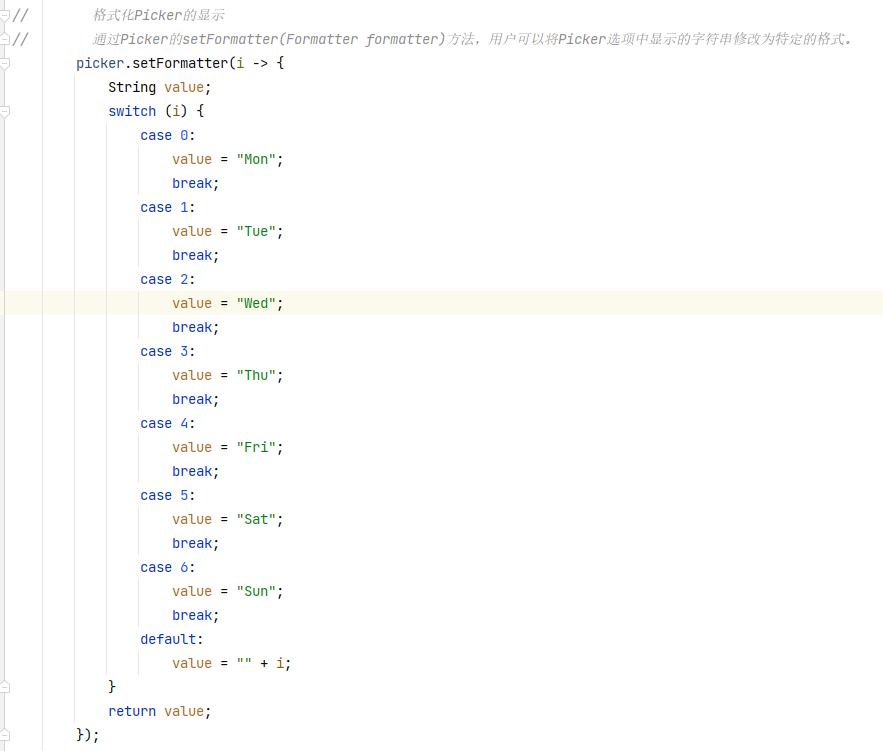 //        格式化Picker的显示
//        通过Picker的setFormatter(Formatter formatter)方法，用户可以将Picker选项中显示的字符串修改为特定的格式。
        picker.setFormatter(i -> {
            String value;
            switch (i) {
                case 0:
                    value = "Mon";
                    break;
                case 1:
                    value = "Tue";
                    break;
                case 2:
                    value = "Wed";
                    break;
                case 3:
                    value = "Thu";
                    break;
                case 4:
                    value = "Fri";
                    break;
                case 5:
                    value = "Sat";
                    break;
                case 6:
                    value = "Sun";
                    break;
                default:
                    value = "" + i;
            }
            return value;
        });